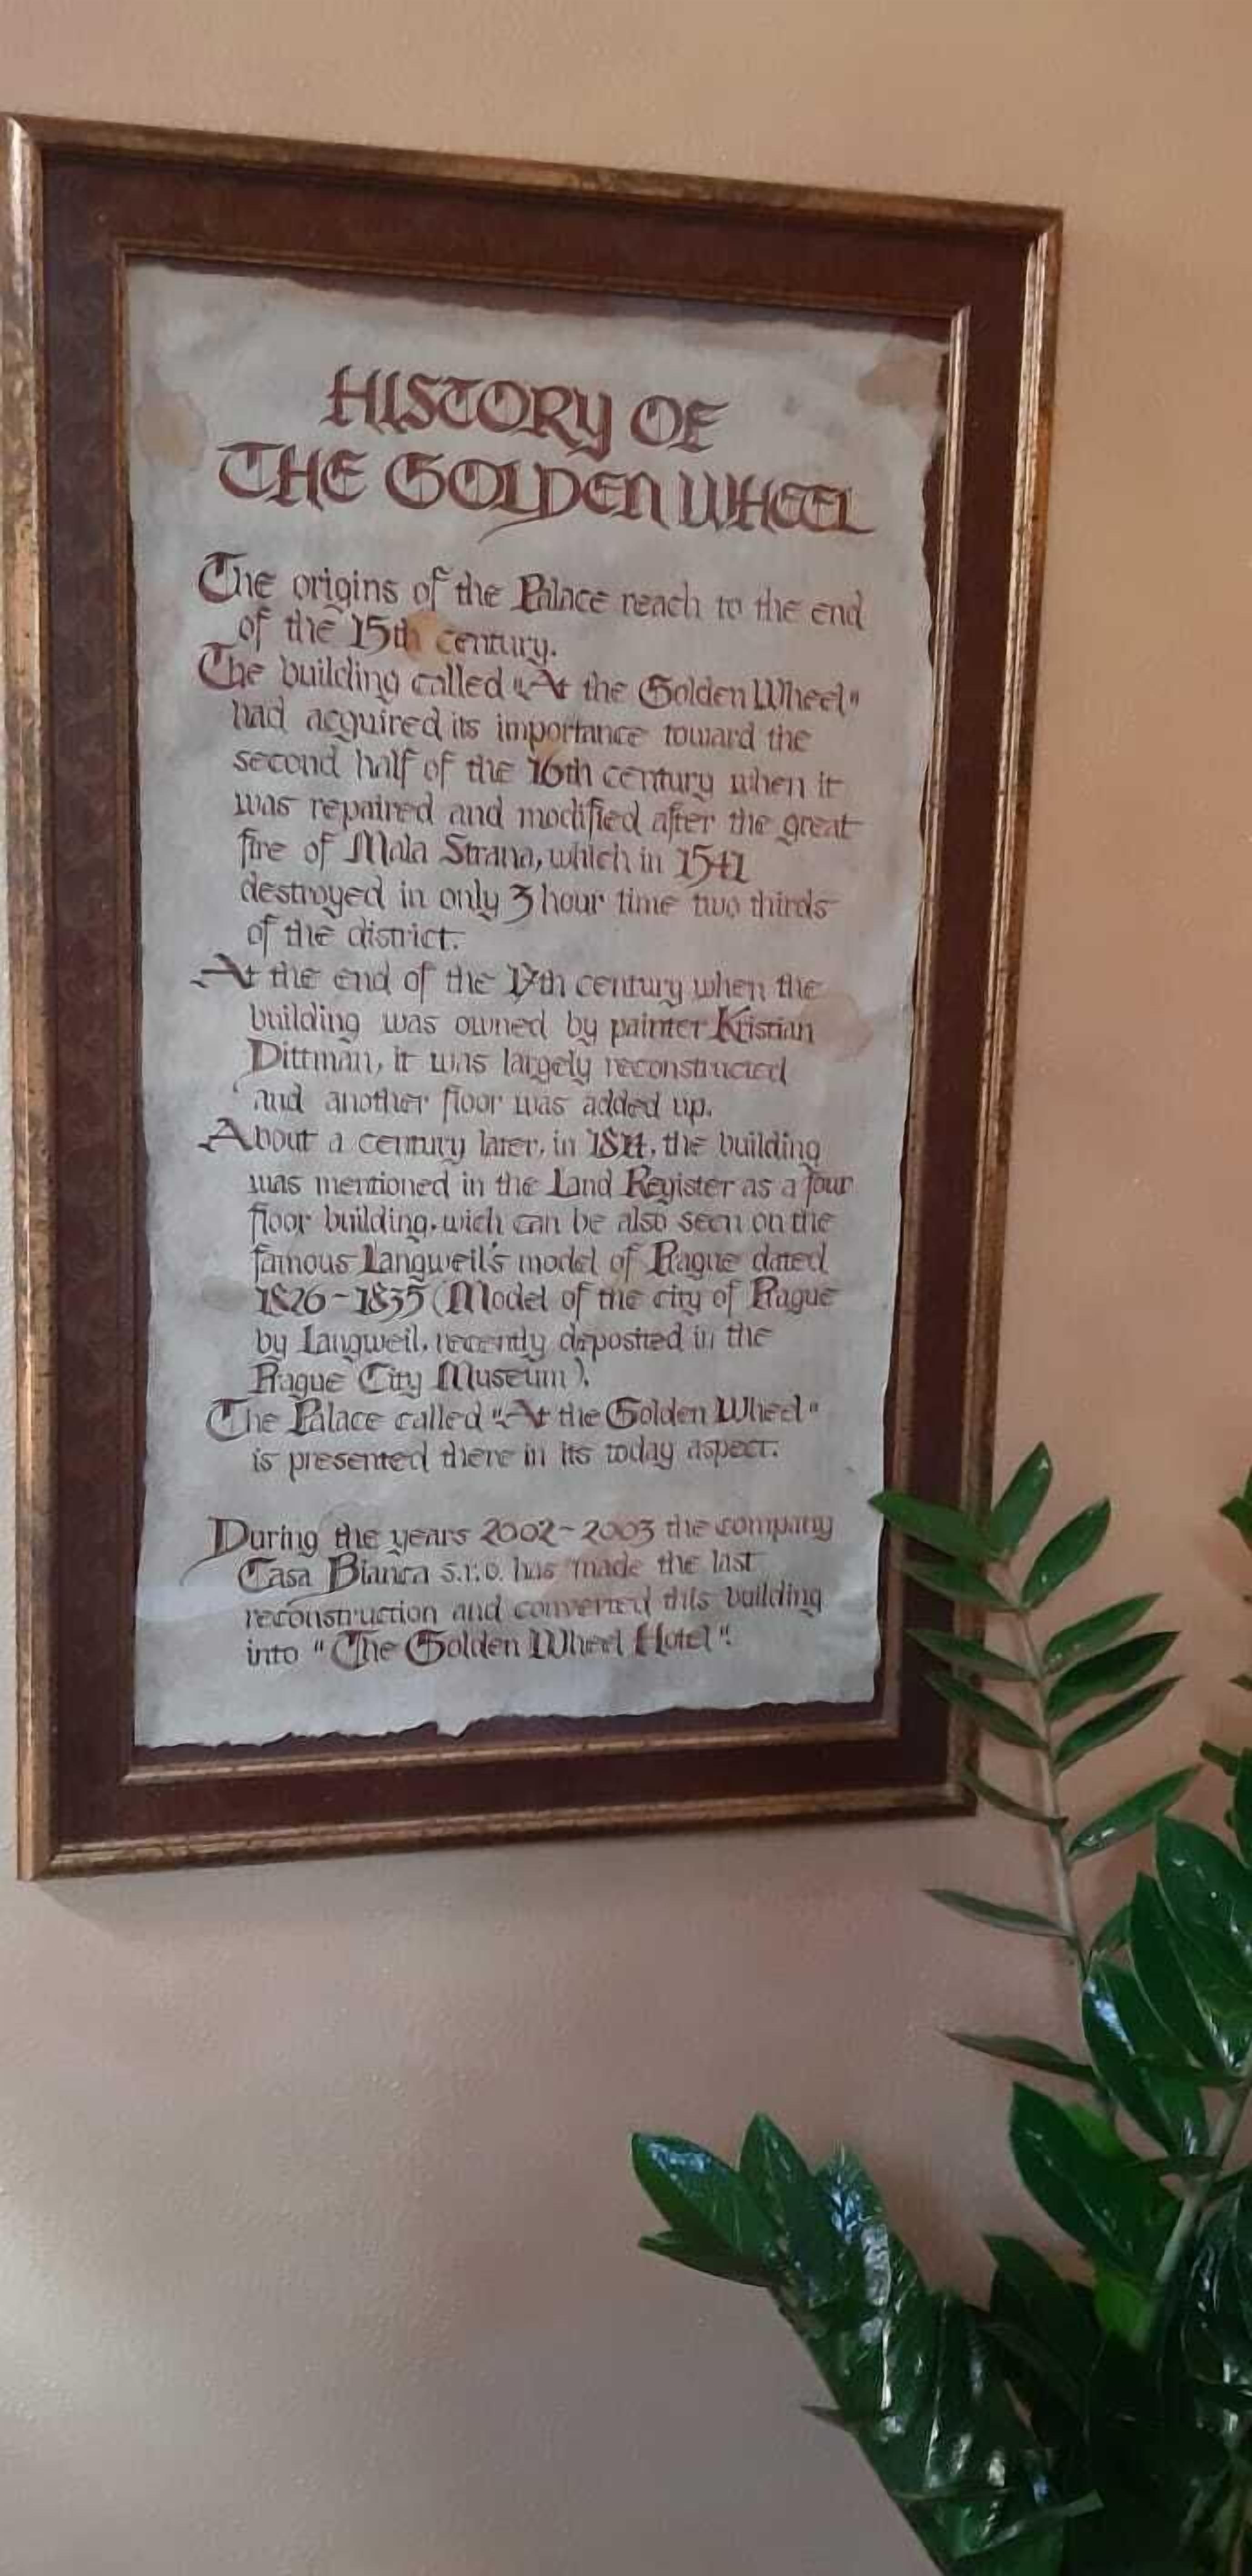 HISTORY OF
THE GOLDEN WHEEL
The origins of the Palace reach to the end
of the 15th century.
The building called "At the Golden Wheel"
had acquired its importance toward the
second half of the 16th century when it
was repaired and modified after the great
fire of Mala Strana, which in 1541
destroyed in only 3 hour time two thirds
of the district.
At the end of the 17th century when the
building was owned by painter Kristian
Dittman, it was largely reconstructed
and another floor was added up.
About a century later, in the building
was mentioned in the Land Register as a four
floor building, wich can be also seen on the
famous Langweil's model of Prague dated
1826-1835 (Model of the city of Prague
by Langweil, recently deposited in the
Prague City Museum).
The Palace called "At the Golden Wheel"
is presented there in its today aspect.
During the years 2002-2003 the company
Casa Bianca s.r.o. has made the last
reconstruction and converted this building
into "The Golden Wheel Hotel".